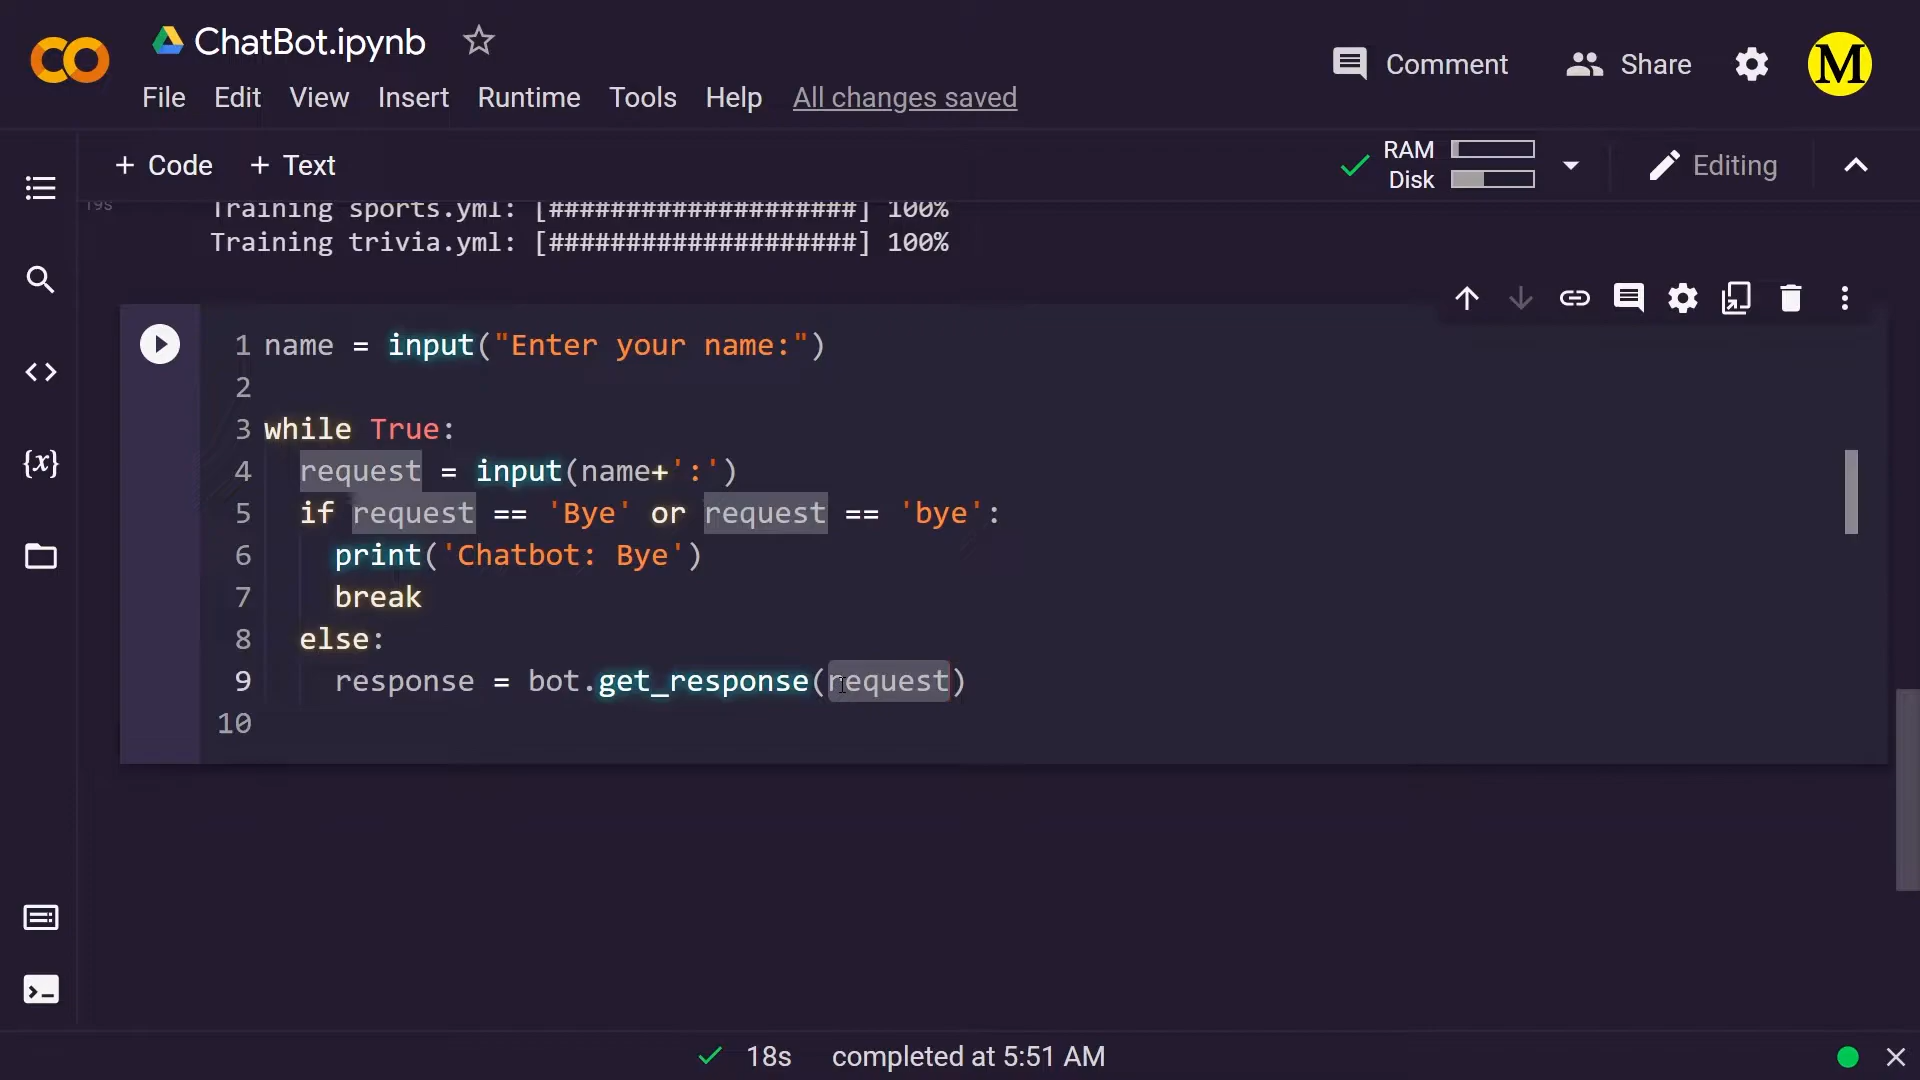 ChatBot.ipynb
Comment Share M
File Edit View Insert Runtime Tools Help All changes saved
+ Code + Text
RAM
Disk
Editing
19s
Training sports.yml: [####################] 100%
Training trivia.yml: [####################] 100%
1 name = input("Enter your name:")
2
3 while True:
4 request = input(name+':')
5 if request == 'Bye' or request == 'bye':
6 print('Chatbot: Bye')
7 break
8 else:
9 response = bot.get_response(request)
10
{x}
18s completed at 5:51 AM